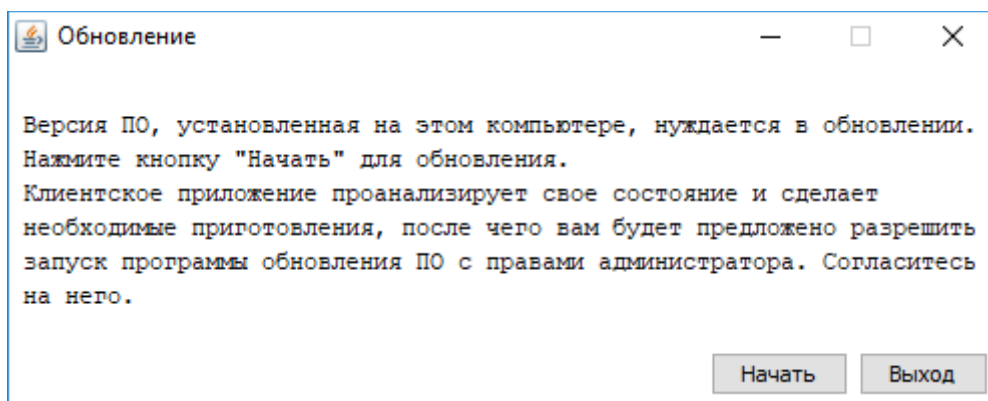 Обновление
Версия ПО, установленная на этом компьютере, нуждается в обновлении.
Нажмите кнопку "Начать" для обновления.
Клиентское приложение проанализирует свое состояние и сделает
необходимые приготовления, после чего вам будет предложено разрешить
запуск программы обновления ПО с правами администратора. Согласитесь
на него.
Начать Выход